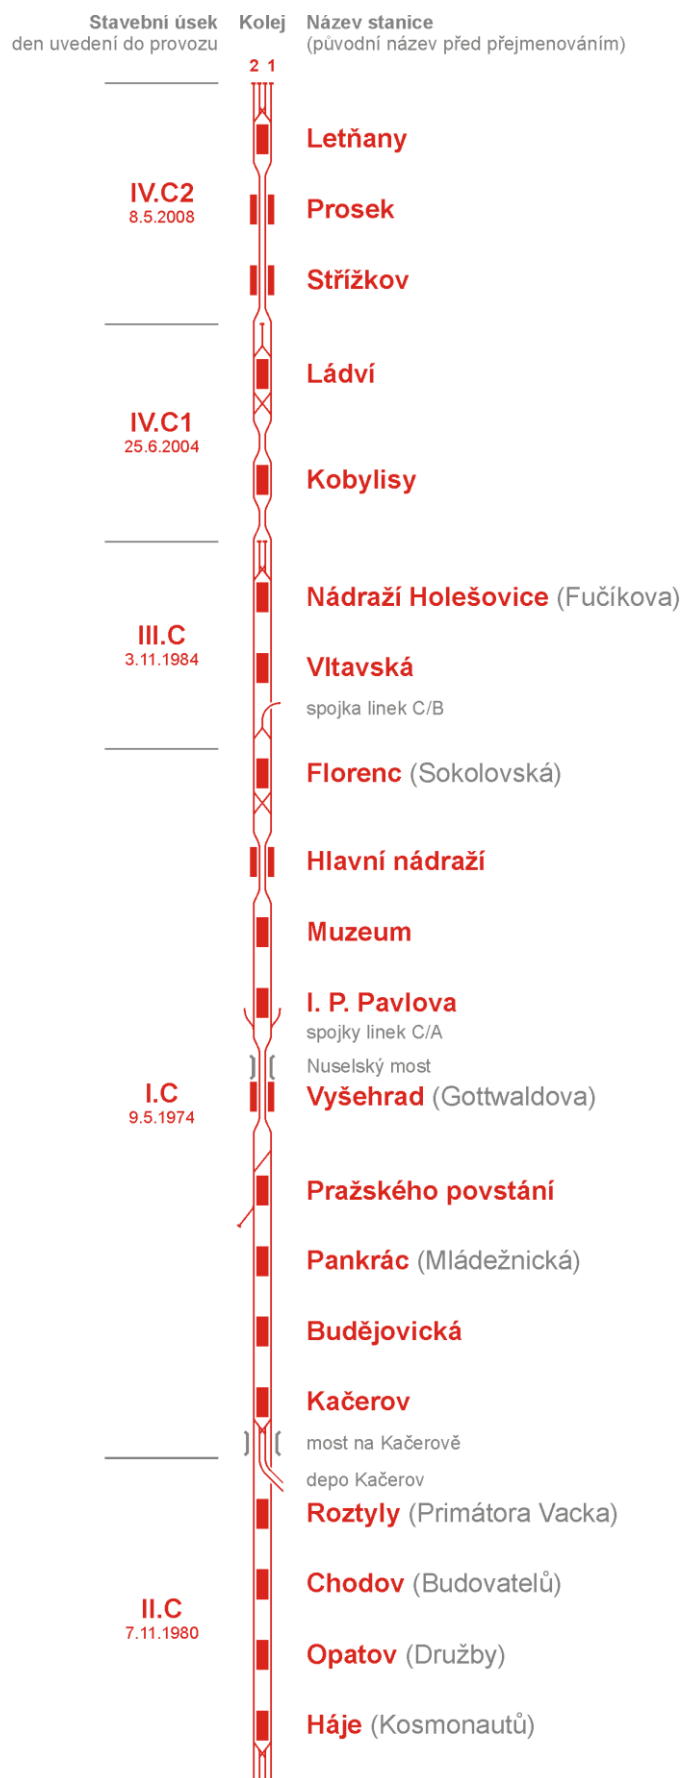 Stavební úsek Kolej Název stanice
den uvedení do provozu (původní název před přejmenováním)
2 1
Letňany
IV.C2
8.5.2008
Prosek
Střížkov
Ládví
IV.C1
25.6.2004
Kobylisy
Nádraží Holešovice (Fučíkova)
III.C
3.11.1984
Vltavská
spojka linek C/B
Florenc (Sokolovská)
Hlavní nádraží
Muzeum
I. P. Pavlova
spojky linek C/A
Nuselský most
I.C
9.5.1974
Vyšehrad (Gottwaldova)
Pražského povstání
Pankrác (Mládežnická)
Budějovická
Kačerov
most na Kačerově
depo Kačerov
Roztyly (Primátora Vacka)
Chodov (Budovatelů)
II.C
7.11.1980
Opatov (Družby)
Háje (Kosmonautů)